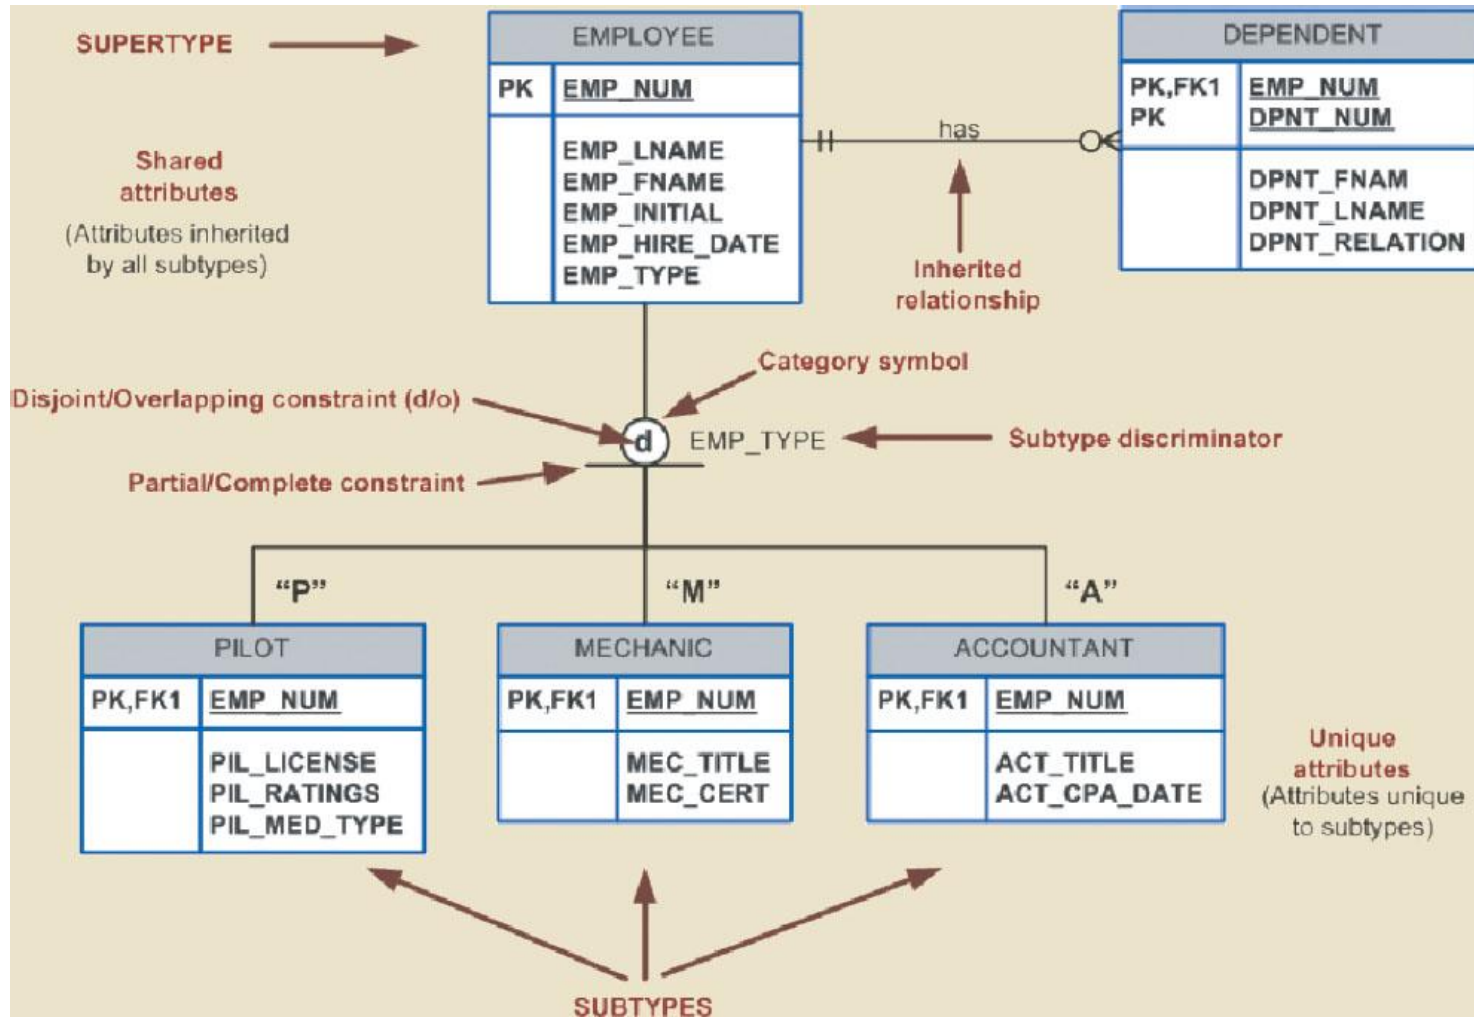 SUPERTYPE
EMPLOYEE
PK EMP_NUM
EMP_LNAME
EMP_FNAME
EMP_INITIAL
EMP_HIRE_DATE
EMP_TYPE
DEPENDENT
PK,FK1 EMP_NUM
PK DPNT_NUM
DPNT_FNAM
DPNT_LNAME
DPNT_RELATION
has
Shared
attributes
(Attributes inherited
by all subtypes)
Inherited
relationship
Category symbol
Disjoint/Overlapping constraint (d/o)
d
EMP_TYPE
Subtype discriminator
Partial/Complete constraint
“P”
“M”
“A”
PILOT
PK,FK1 EMP_NUM
PIL_LICENSE
PIL_RATINGS
PIL_MED_TYPE
MECHANIC
PK,FK1 EMP_NUM
MEC_TITLE
MEC_CERT
ACCOUNTANT
PK,FK1 EMP_NUM
ACT_TITLE
ACT_CPA_DATE
Unique
attributes
(Attributes unique
to subtypes)
SUBTYPES